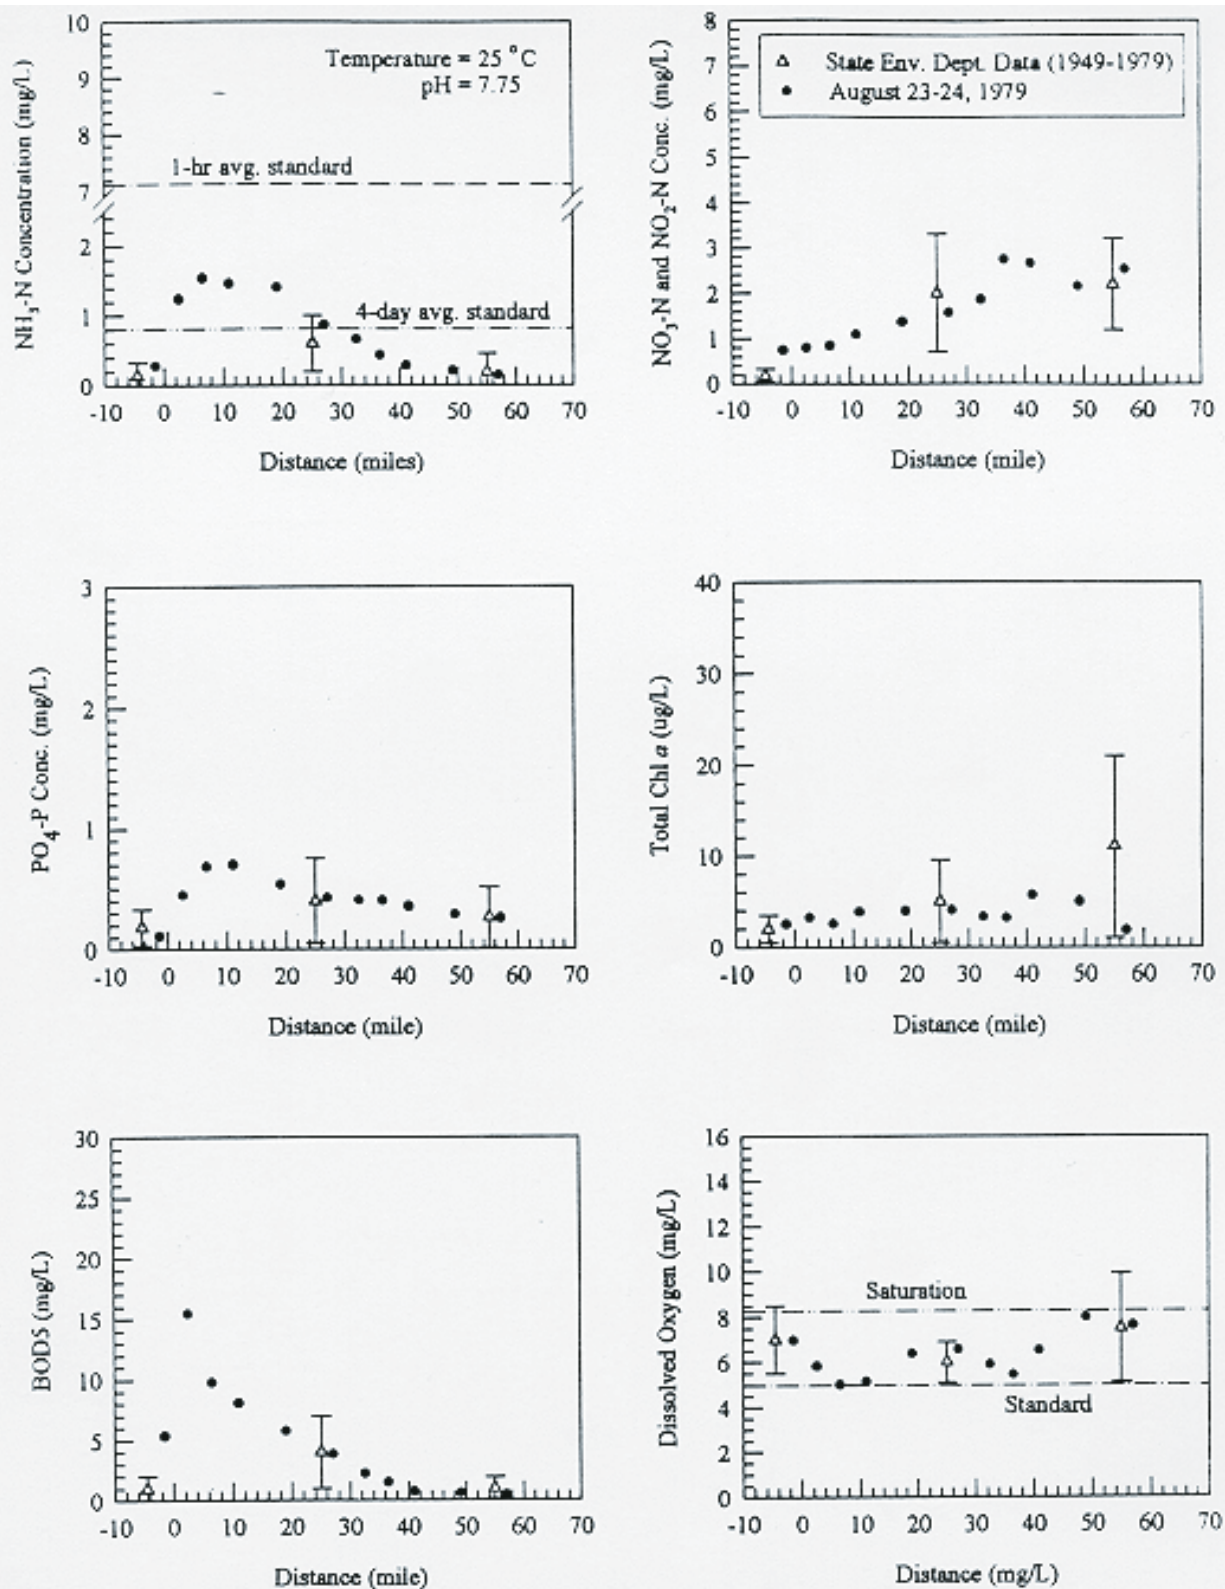 NH3-N Concentration (mg/L)
10
9
8
7
2
1
0
Temperature = 25 °C
pH = 7.75
1-hr avg. standard
4-day avg. standard
-10 0 10 20 30 40 50 60 70
Distance (miles)
NO3-N and NO2-N Conc. (mg/L)
8
7
6
5
4
3
2
1
0
State Env. Dept. Data (1949-1979)
August 23-24, 1979
-10 0 10 20 30 40 50 60 70
Distance (mile)
PO4-P Conc. (mg/L)
3
2
1
0
-10 0 10 20 30 40 50 60 70
Distance (mile)
Total Chl a (ug/L)
40
30
20
10
0
-10 0 10 20 30 40 50 60 70
Distance (mile)
BOD5 (mg/L)
30
25
20
15
10
5
0
-10 0 10 20 30 40 50 60 70
Distance (mile)
Dissolved Oxygen (mg/L)
16
14
12
10
8
6
4
2
0
Saturation
Standard
-10 0 10 20 30 40 50 60 70
Distance (mg/L)